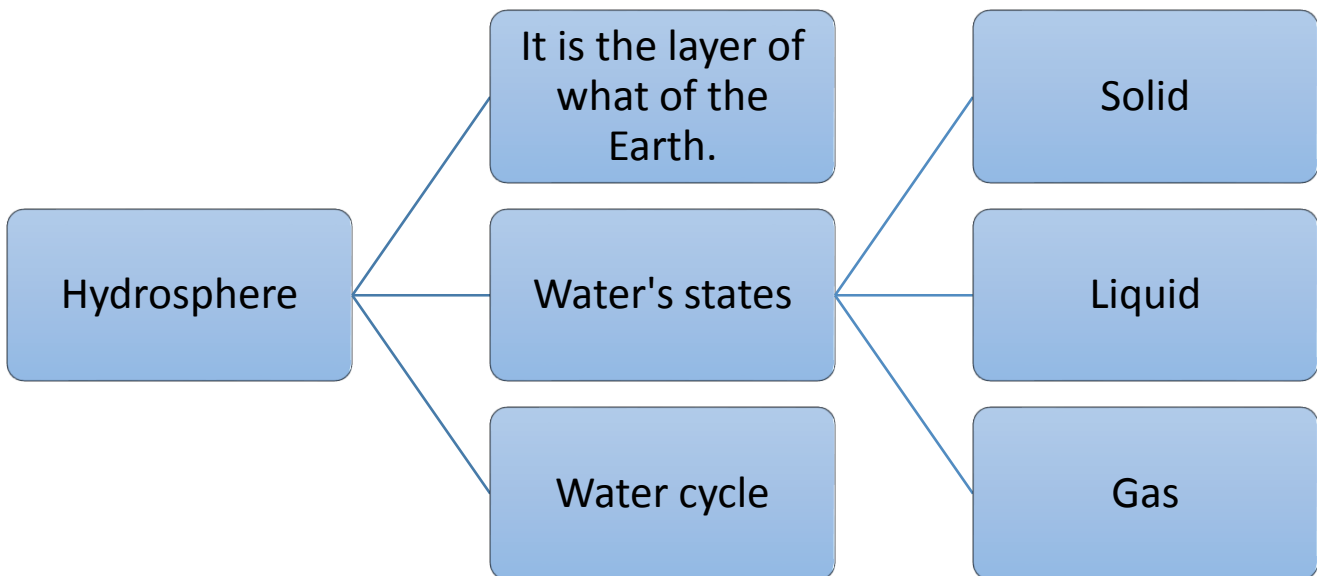 Hydrosphere
It is the layer of
what of the
Earth.
Water's states
Water cycle
Solid
Liquid
Gas